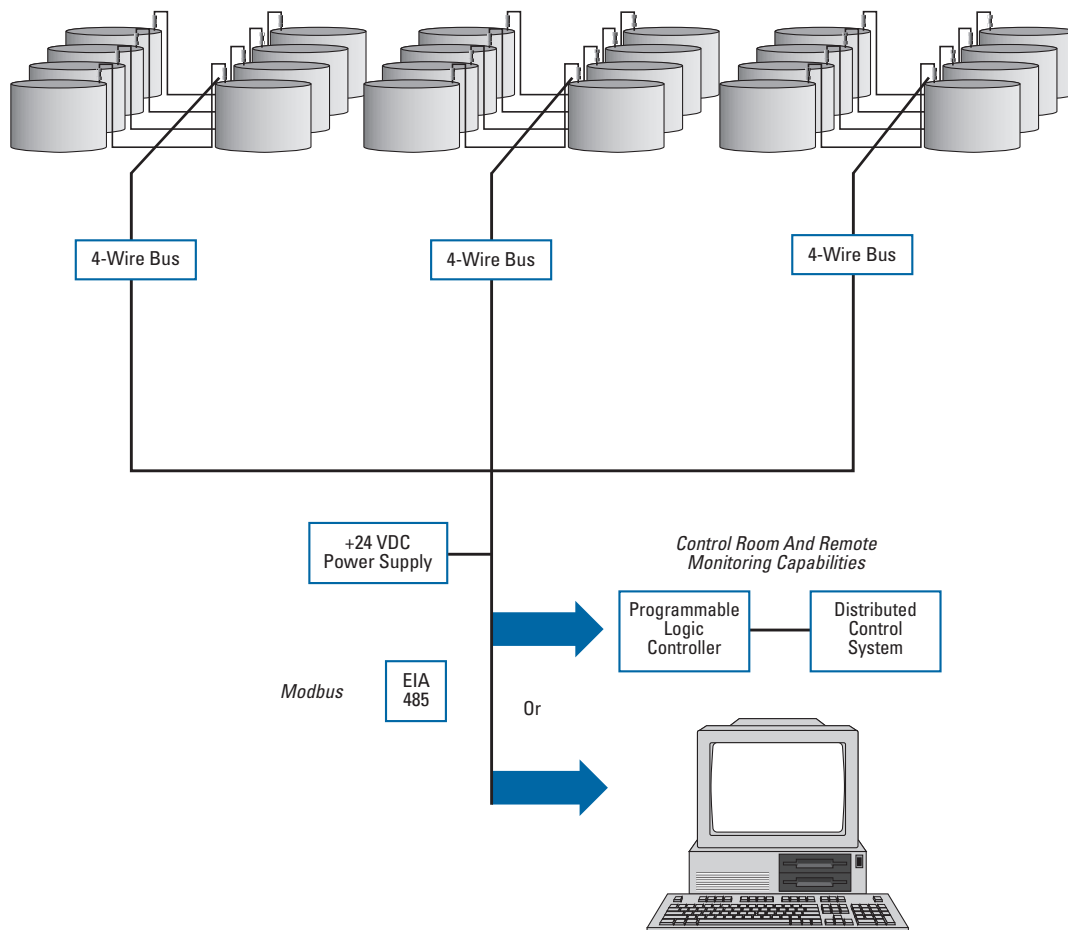 4-Wire Bus
4-Wire Bus
4-Wire Bus
+24 VDC
Power Supply
Control Room And Remote
Monitoring Capabilities
Programmable
Logic
Controller
Distributed
Control
System
Modbus
EIA
485
Or